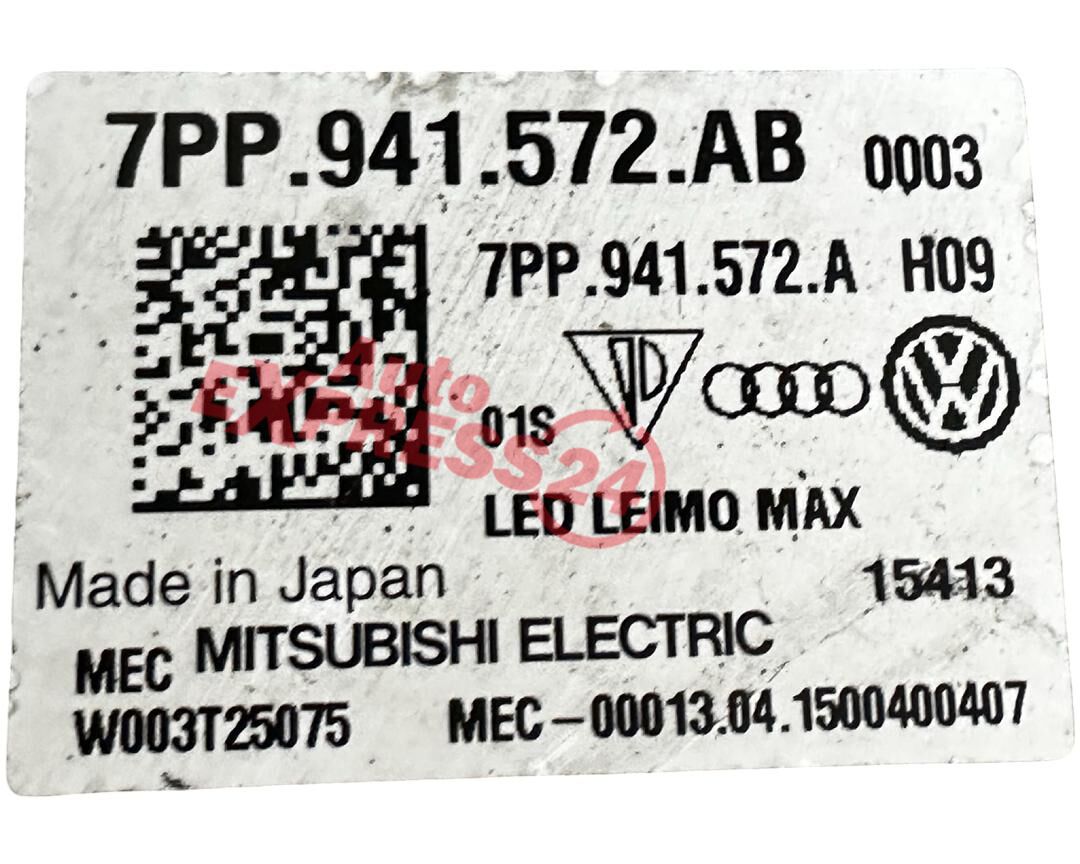 7PP.941.572.AB 0003
7PP.941.572.A H09
01S
LED LEIMO MAX
Made in Japan 15413
MEC MITSUBISHI ELECTRIC
W003T25075 MEC-00013.04.1500400407
Auto
EXPRESS24